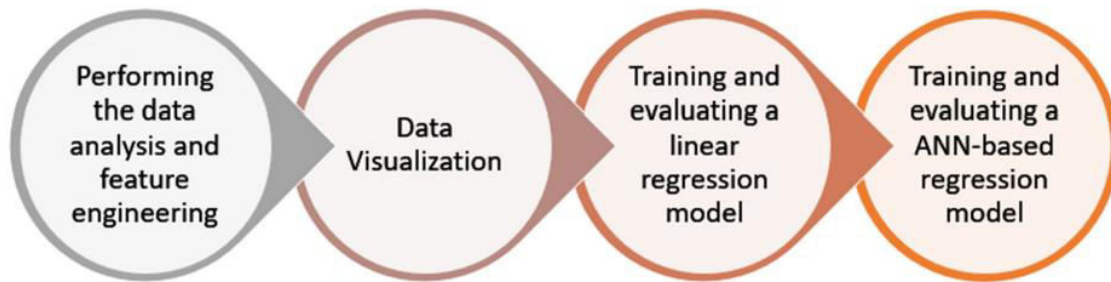 Performing
the data
analysis and
feature
engineering
Data
Visualization
Training and
evaluating a
linear
regression
model
Training and
evaluating a
ANN-based
regression
model